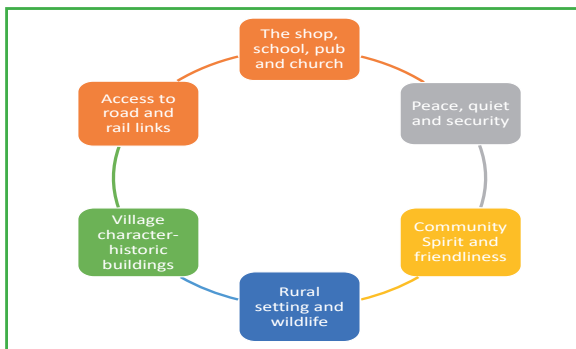 The shop,
school, pub
and church
Peace, quiet
and security
Community
Spirit and
friendliness
Rural
setting and
wildlife
Village
character-
historic
buildings
Access to
road and
rail links